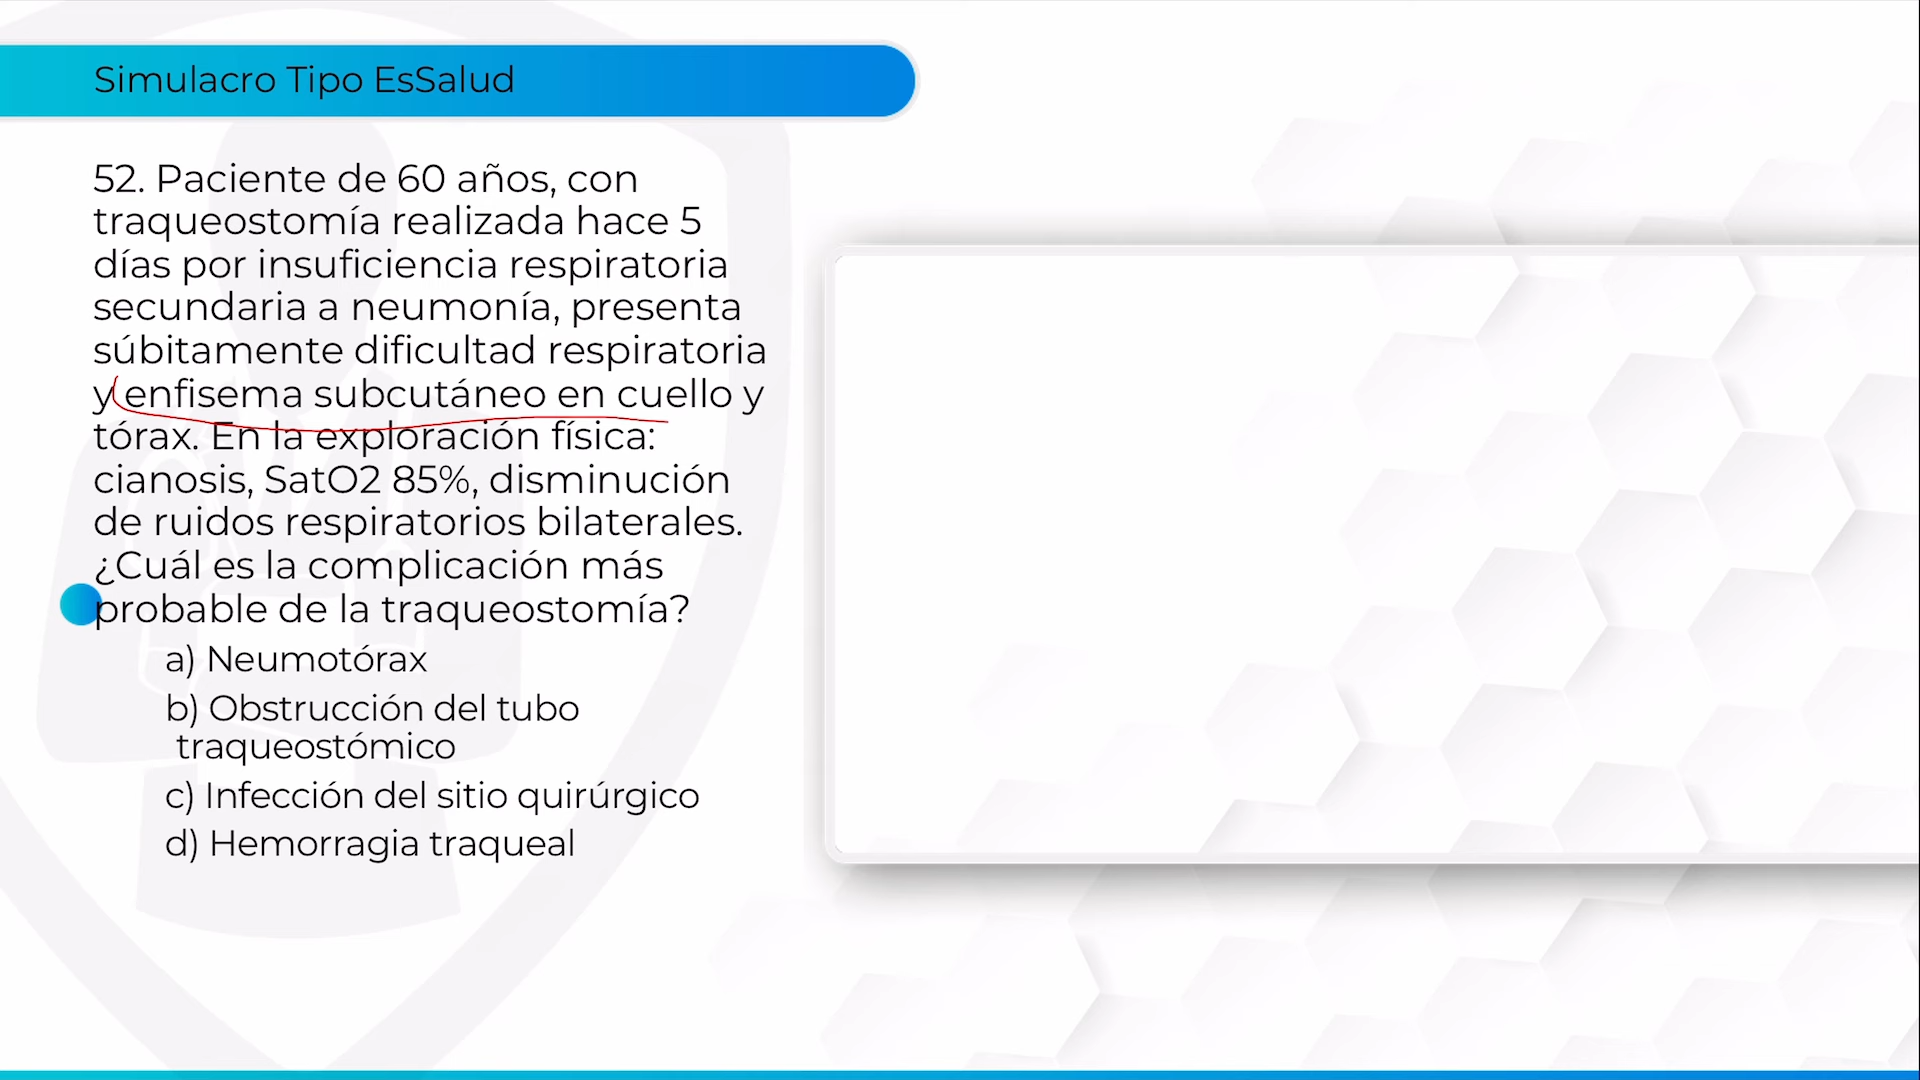 Simulacro Tipo EsSalud
52. Paciente de 60 años, con
traqueostomía realizada hace 5
días por insuficiencia respiratoria
secundaria a neumonía, presenta
súbitamente dificultad respiratoria
y enfisema subcutáneo en cuello y
tórax. En la exploración física:
cianosis, SatO2 85%, disminución
de ruidos respiratorios bilaterales.
¿Cuál es la complicación más
probable de la traqueostomía?
a) Neumotórax
b) Obstrucción del tubo
traqueostómico
c) Infección del sitio quirúrgico
d) Hemorragia traqueal